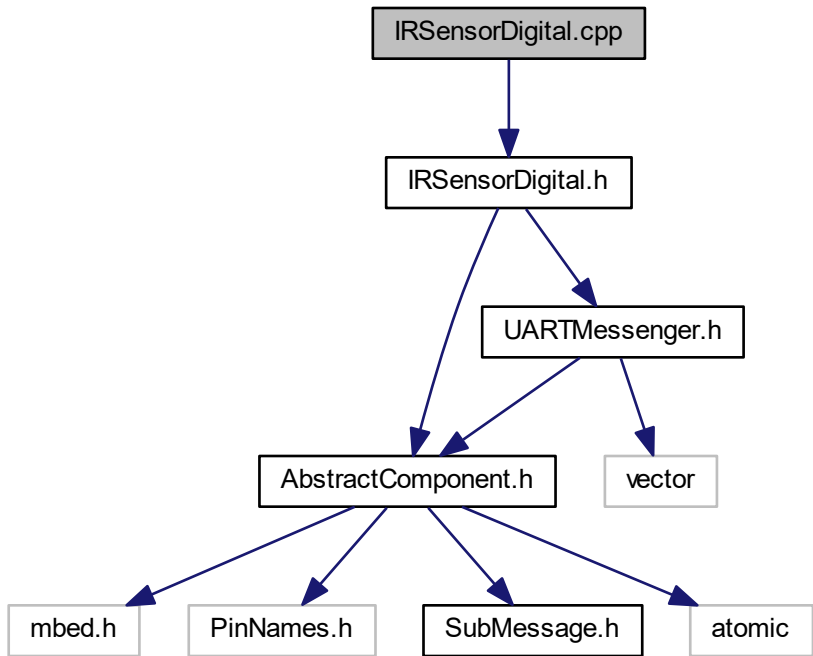 IRSensorDigital.cpp
IRSensorDigital.h
UARTMessenger.h
AbstractComponent.h
vector
mbed.h
PinNames.h
SubMessage.h
atomic